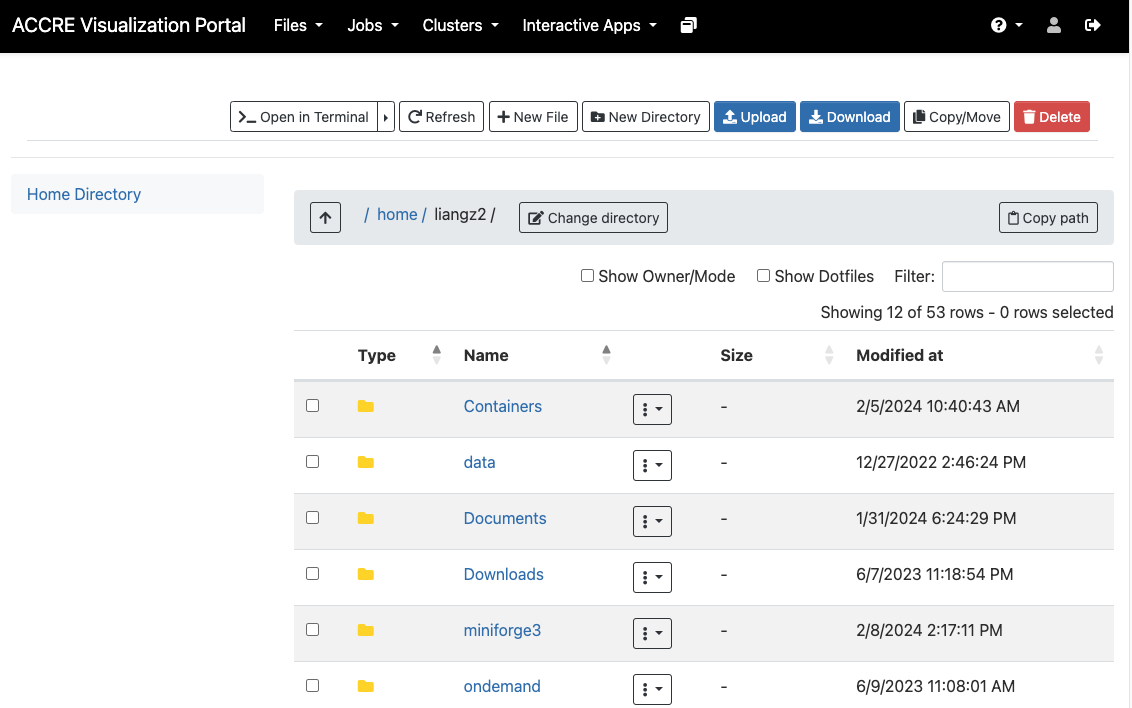 ACCRE Visualization Portal Files Jobs Clusters Interactive Apps
Open in Terminal Refresh New File New Directory Upload Download Copy/Move Delete
Home Directory
/ home / liangz2 / Change directory Copy path
Show Owner/Mode Show Dotfiles Filter:
Showing 12 of 53 rows - 0 rows selected
Type Name Size Modified at
Containers - 2/5/2024 10:40:43 AM
data - 12/27/2022 2:46:24 PM
Documents - 1/31/2024 6:24:29 PM
Downloads - 6/7/2023 11:18:54 PM
miniforge3 - 2/8/2024 2:17:11 PM
ondemand - 6/9/2023 11:08:01 AM